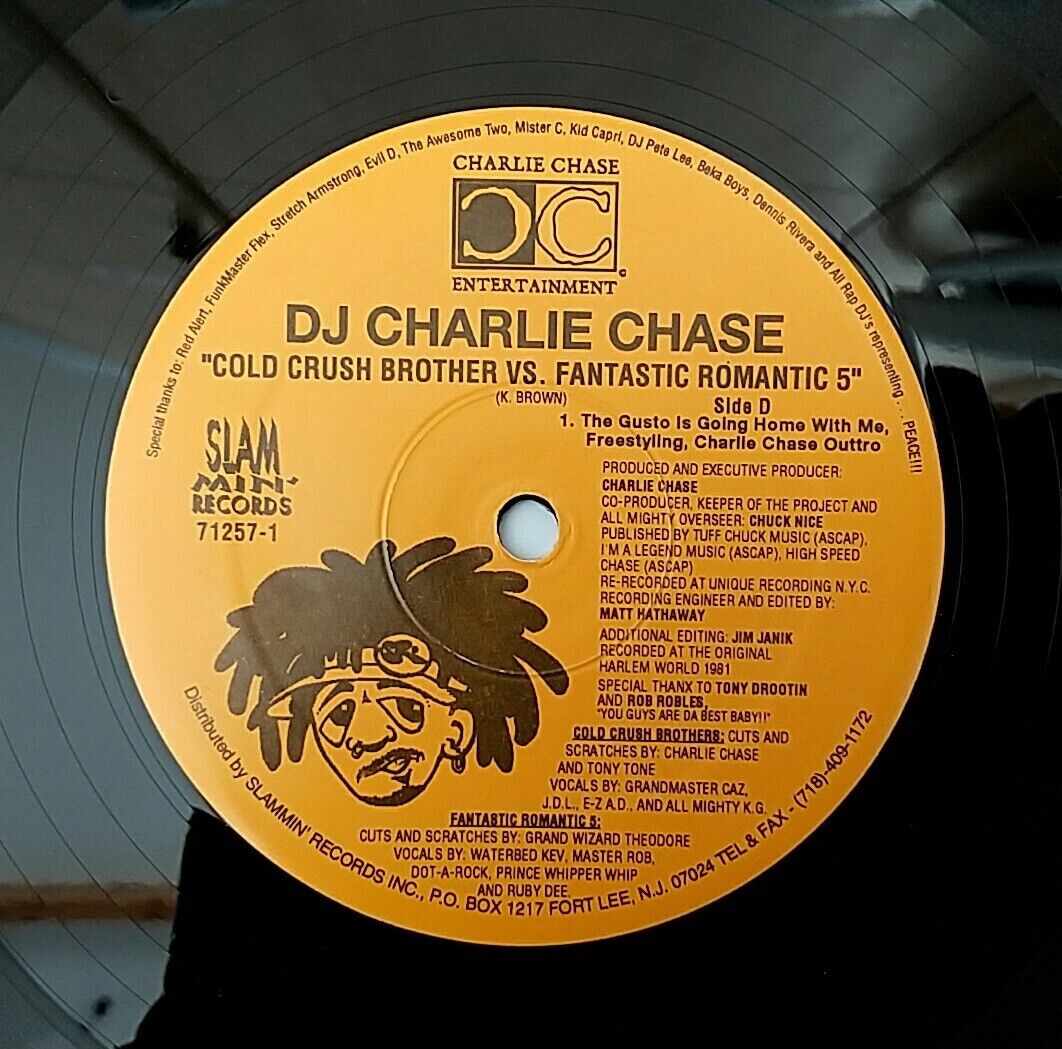 Special thanks to: Red Alert, FunkMaster Flex, Stretch Armstrong, Evil D, The Awesome Two, Mister C, Kid Capri, DJ Pete Lee, Beka Boys, Dennis Rivera and All Rap DJ's representing . . . PEACE!!!
CHARLIE CHASE
CC
ENTERTAINMENT
DJ CHARLIE CHASE
"COLD CRUSH BROTHER VS. FANTASTIC ROMANTIC 5"
(K. BROWN)
Side D
1. The Gusto Is Going Home With Me,
Freestyling, Charlie Chase Outtro
SLAM
MIN'
RECORDS
71257-1
PRODUCED AND EXECUTIVE PRODUCER:
CHARLIE CHASE
CO-PRODUCER, KEEPER OF THE PROJECT AND
ALL MIGHTY OVERSEER: CHUCK NICE
PUBLISHED BY TUFF CHUCK MUSIC (ASCAP),
I'M A LEGEND MUSIC (ASCAP), HIGH SPEED
CHASE (ASCAP)
RE-RECORDED AT UNIQUE RECORDING N.Y.C.
RECORDING ENGINEER AND EDITED BY:
MATT HATHAWAY
ADDITIONAL EDITING: JIM JANIK
RECORDED AT THE ORIGINAL
HARLEM WORLD 1981
SPECIAL THANX TO TONY DROOTIN
AND ROB ROBLES,
"YOU GUYS ARE DA BEST BABY!!"
COLD CRUSH BROTHERS: CUTS AND
SCRATCHES BY: CHARLIE CHASE
AND TONY TONE
VOCALS BY: GRANDMASTER CAZ,
J.D.L., E-Z A.D., AND ALL MIGHTY K.G.
FANTASTIC ROMANTIC 5:
CUTS AND SCRATCHES BY: GRAND WIZARD THEODORE
VOCALS BY: WATERBED KEV, MASTER ROB,
DOT-A-ROCK, PRINCE WHIPPER WHIP
AND RUBY DEE.
Distributed by SLAMMIN' RECORDS INC., P.O. BOX 1217 FORT LEE, N.J. 07024 TEL & FAX - (718)-409-1172